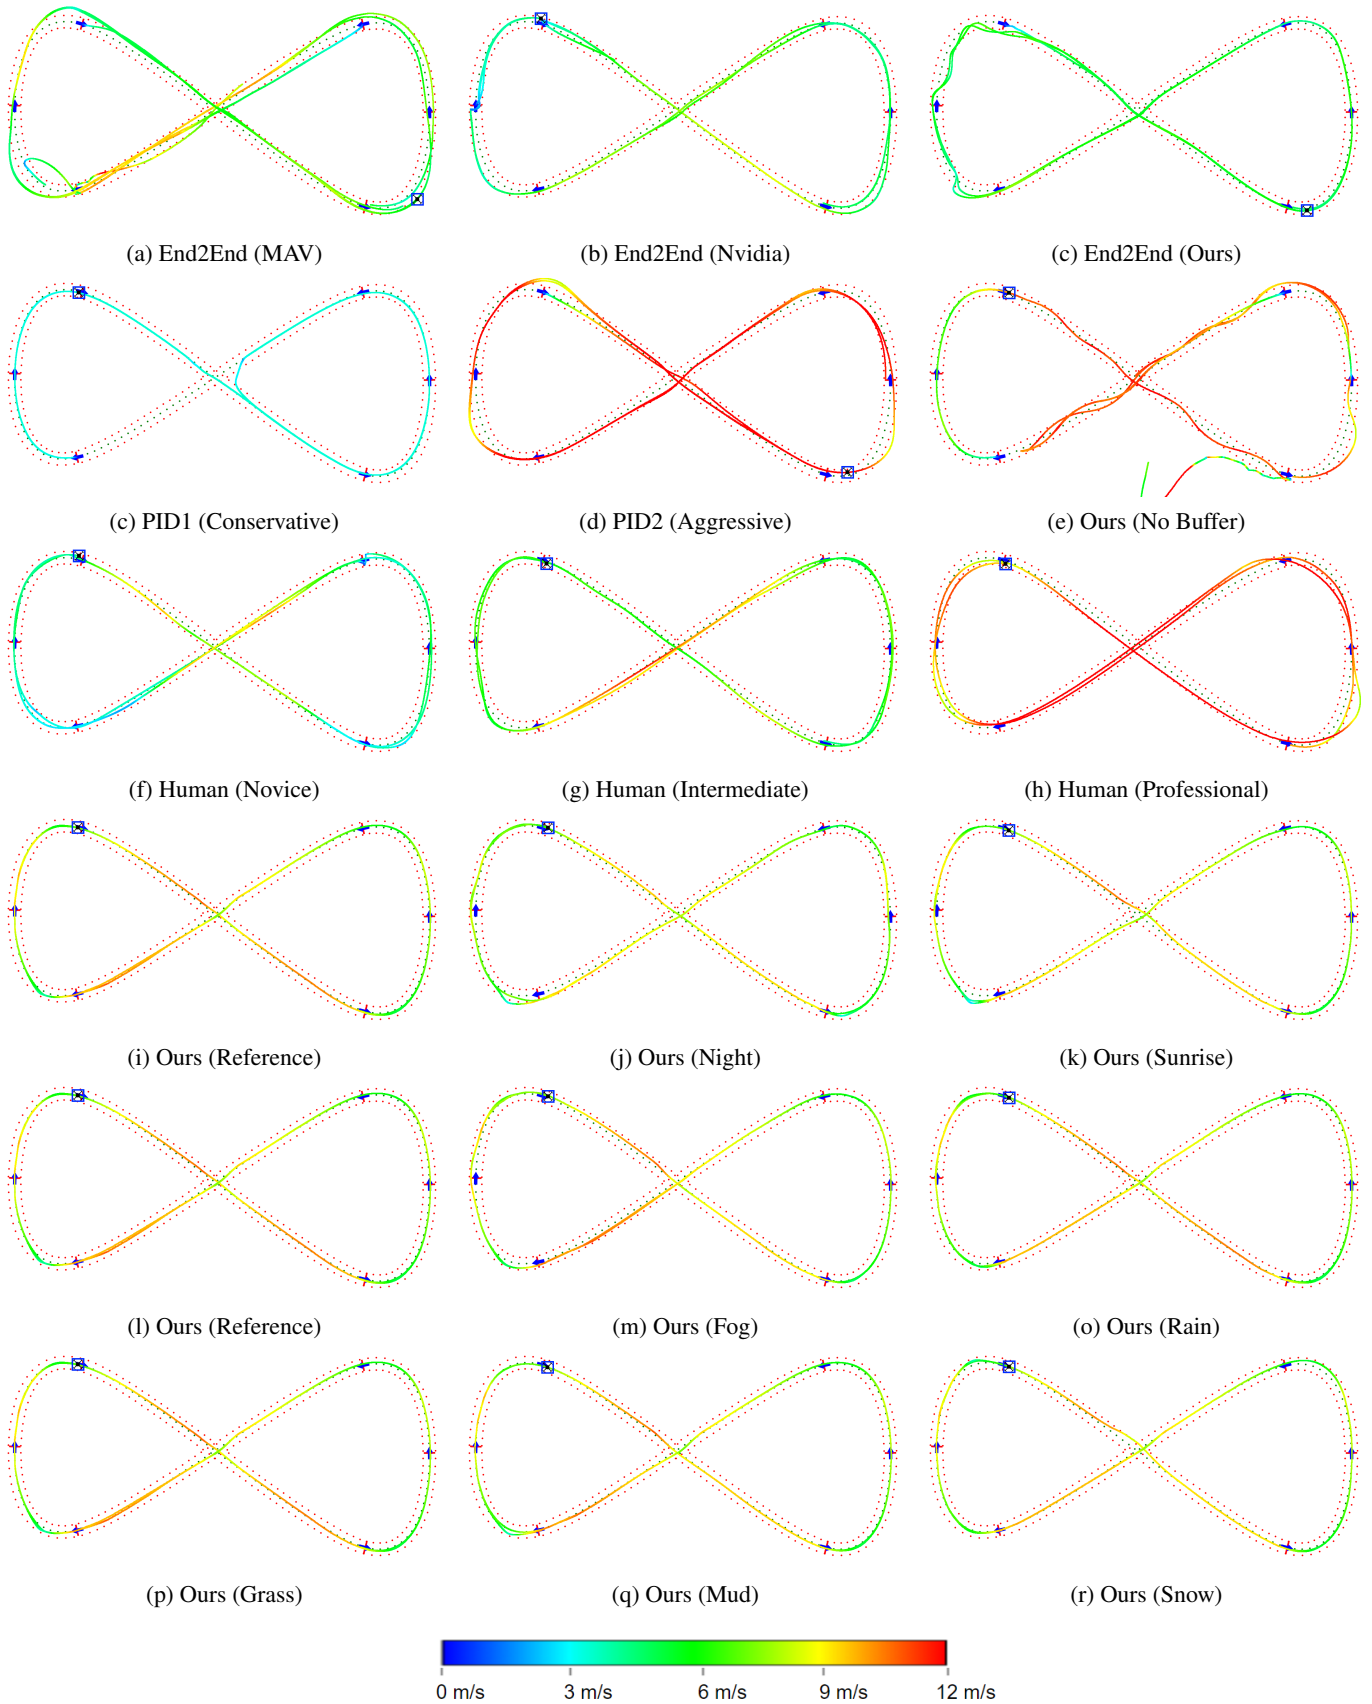 (a) End2End (MAV)
(b) End2End (Nvidia)
(c) End2End (Ours)
(c) PID1 (Conservative)
(d) PID2 (Aggressive)
(e) Ours (No Buffer)
(f) Human (Novice)
(g) Human (Intermediate)
(h) Human (Professional)
(i) Ours (Reference)
(j) Ours (Night)
(k) Ours (Sunrise)
(l) Ours (Reference)
(m) Ours (Fog)
(o) Ours (Rain)
(p) Ours (Grass)
(q) Ours (Mud)
(r) Ours (Snow)
0 m/s 3 m/s 6 m/s 9 m/s 12 m/s